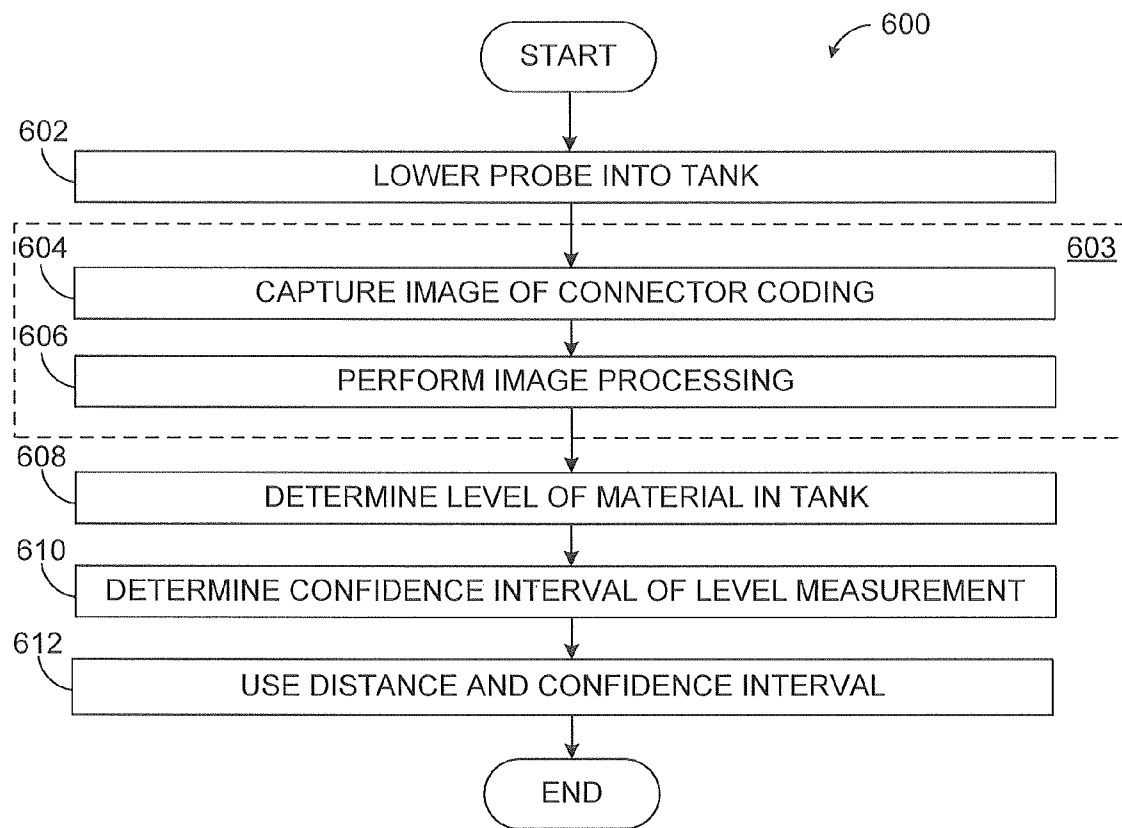 600
START
602
LOWER PROBE INTO TANK
603
604
CAPTURE IMAGE OF CONNECTOR CODING
606
PERFORM IMAGE PROCESSING
608
DETERMINE LEVEL OF MATERIAL IN TANK
610
DETERMINE CONFIDENCE INTERVAL OF LEVEL MEASUREMENT
612
USE DISTANCE AND CONFIDENCE INTERVAL
END